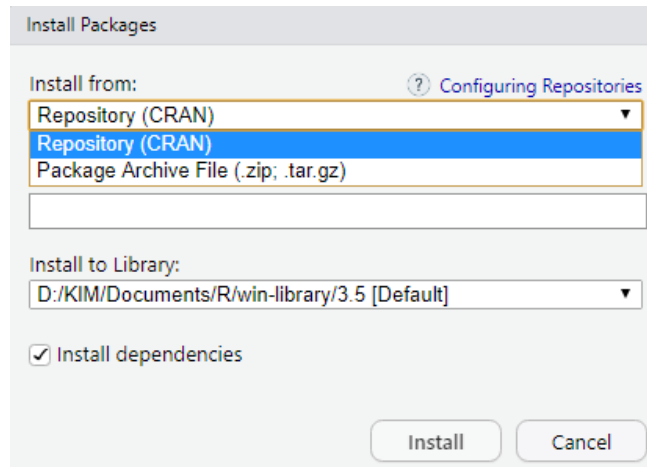 Install Packages
Install from:
? Configuring Repositories
Repository (CRAN)
Repository (CRAN)
Package Archive File (.zip; .tar.gz)
Install to Library:
D:/KIM/Documents/R/win-library/3.5 [Default]
Install dependencies
Install
Cancel